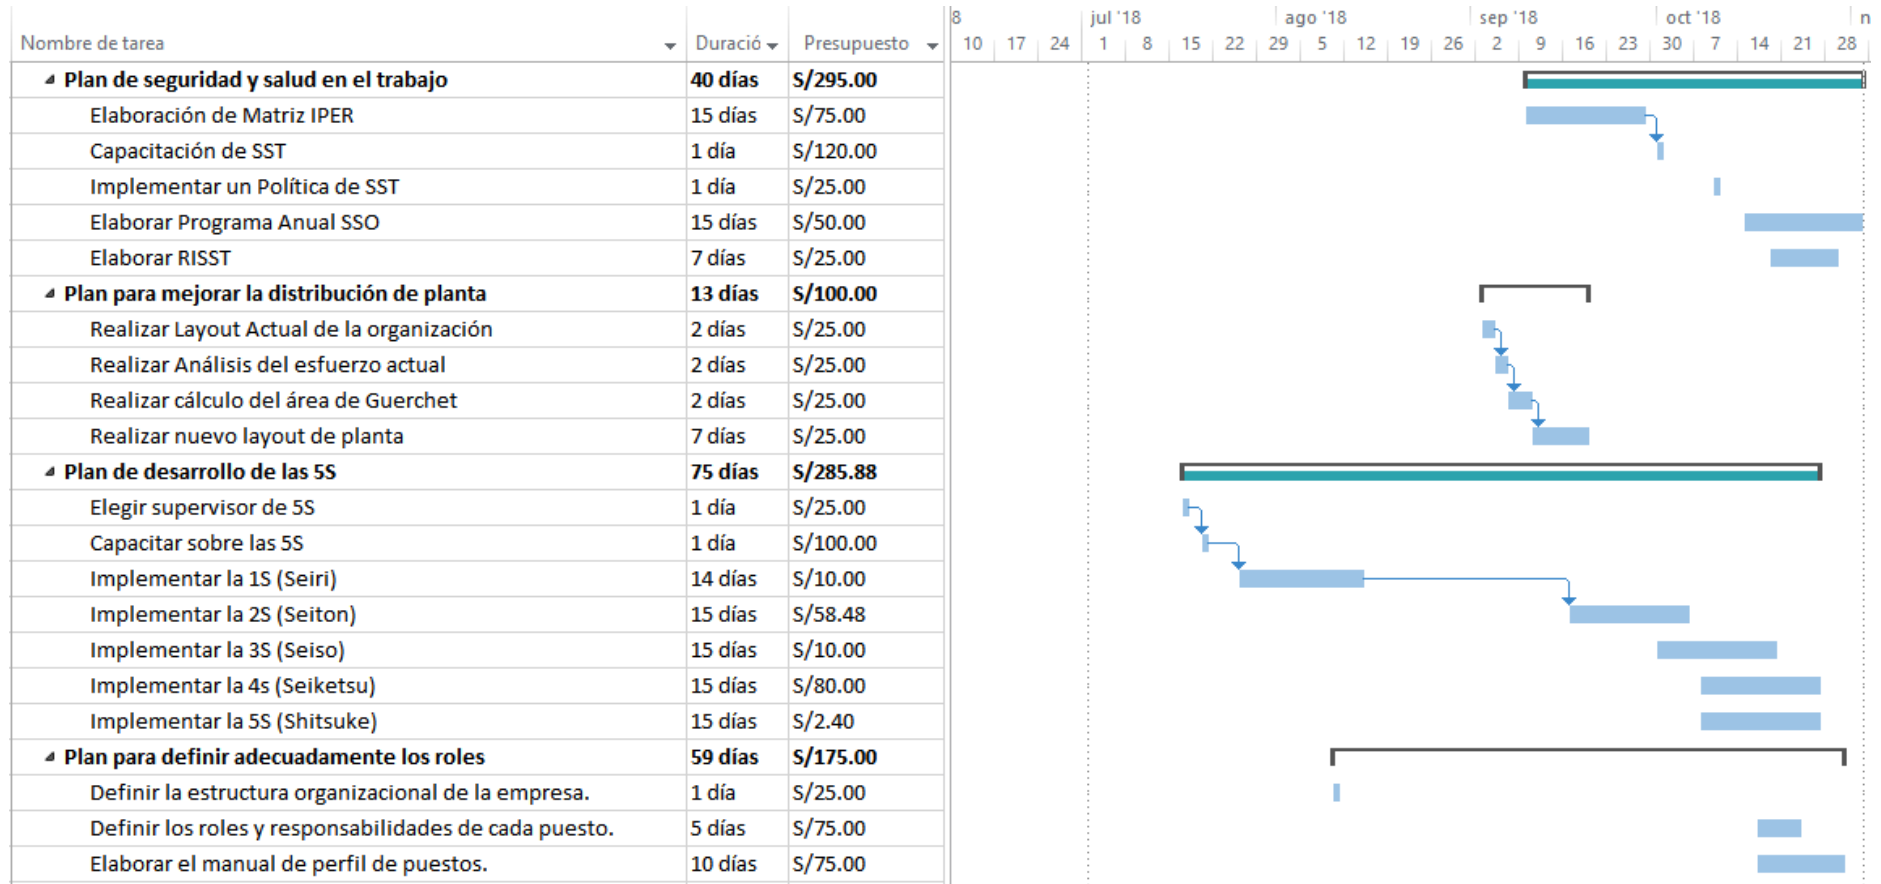 8 jul '18 ago '18 sep '18 oct '18 n
Nombre de tarea Duració Presupuesto 10 17 24 1 8 15 22 29 5 12 19 26 2 9 16 23 30 7 14 21 28
Plan de seguridad y salud en el trabajo 40 días S/295.00
Elaboración de Matriz IPER 15 días S/75.00
Capacitación de SST 1 día S/120.00
Implementar un Política de SST 1 día S/25.00
Elaborar Programa Anual SSO 15 días S/50.00
Elaborar RISST 7 días S/25.00
Plan para mejorar la distribución de planta 13 días S/100.00
Realizar Layout Actual de la organización 2 días S/25.00
Realizar Análisis del esfuerzo actual 2 días S/25.00
Realizar cálculo del área de Guerchet 2 días S/25.00
Realizar nuevo layout de planta 7 días S/25.00
Plan de desarrollo de las 5S 75 días S/285.88
Elegir supervisor de 5S 1 día S/25.00
Capacitar sobre las 5S 1 día S/100.00
Implementar la 1S (Seiri) 14 días S/10.00
Implementar la 2S (Seiton) 15 días S/58.48
Implementar la 3S (Seiso) 15 días S/10.00
Implementar la 4s (Seiketsu) 15 días S/80.00
Implementar la 5S (Shitsuke) 15 días S/2.40
Plan para definir adecuadamente los roles 59 días S/175.00
Definir la estructura organizacional de la empresa. 1 día S/25.00
Definir los roles y responsabilidades de cada puesto. 5 días S/75.00
Elaborar el manual de perfil de puestos. 10 días S/75.00